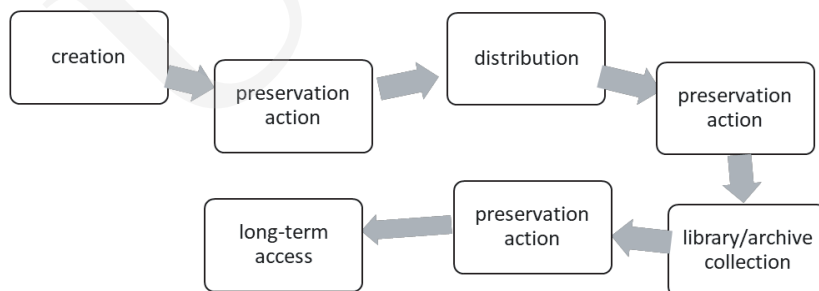 creation
preservation
action
distribution
preservation
action
library/archive
collection
preservation
action
long-term
access